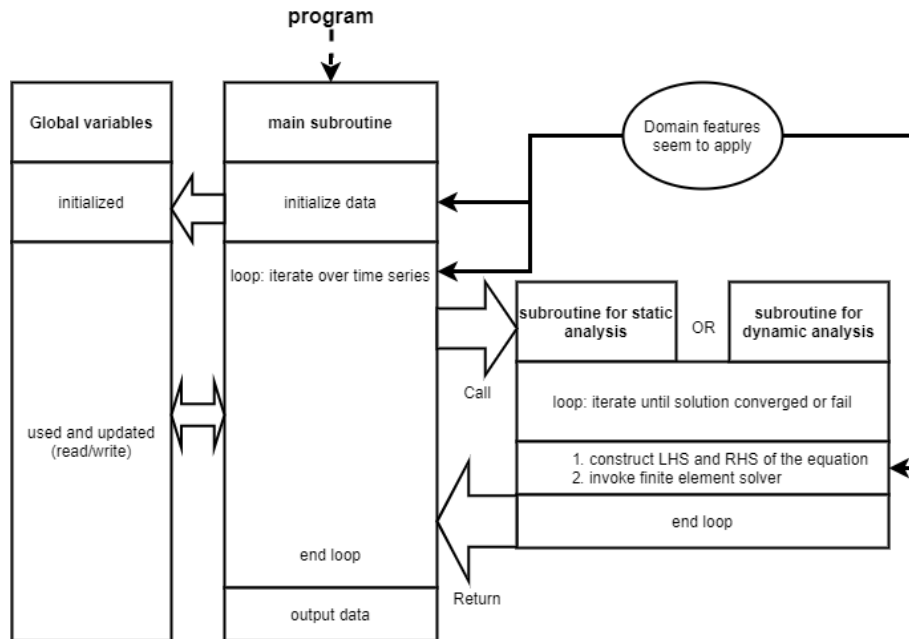 program
Global variables
main subroutine
Domain features
seem to apply
initialized
initialize data
loop: iterate over time series
subroutine for static
analysis
OR
subroutine for
dynamic analysis
Call
loop: iterate until solution converged or fail
used and updated
(read/write)
1. construct LHS and RHS of the equation
2. invoke finite element solver
end loop
end loop
Return
output data